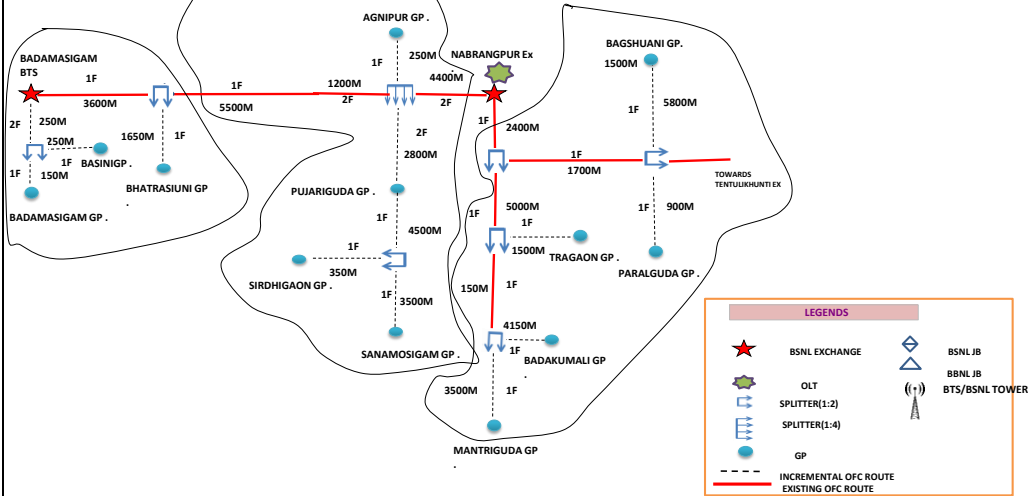 AGNIPUR GP .
BADAMASIGAM
BTS
1F
3600M
1F
5500M
1200M
2F
1F
250M
4400M
2F
NABRANGPUR Ex
BAGSHUANI GP.
1500M
1F
5800M
2F
250M
250M
1F
BASINIGP .
1F
150M
BADAMASIGAM GP .
1650M
1F
BHATRASIUNI GP
.
2F
2800M
PUJARIGUDA GP .
1F
4500M
1F
350M
SIRDHIGAON GP .
1F
3500M
SANAMOSIGAM GP .
1F
2400M
1F
1700M
TOWARDS
TENTULIKHUNTI EX
1F
5000M
1F
1500M
TRAGAON GP .
1F
900M
PARALGUDA GP .
150M
1F
4150M
1F
BADAKUMALI GP
.
3500M
1F
MANTRIGUDA GP
.
LEGENDS
BSNL EXCHANGE
BSNL JB
BBNL JB
OLT
BTS/BSNL TOWER
SPLITTER(1:2)
SPLITTER(1:4)
GP
INCREMENTAL OFC ROUTE
EXISTING OFC ROUTE